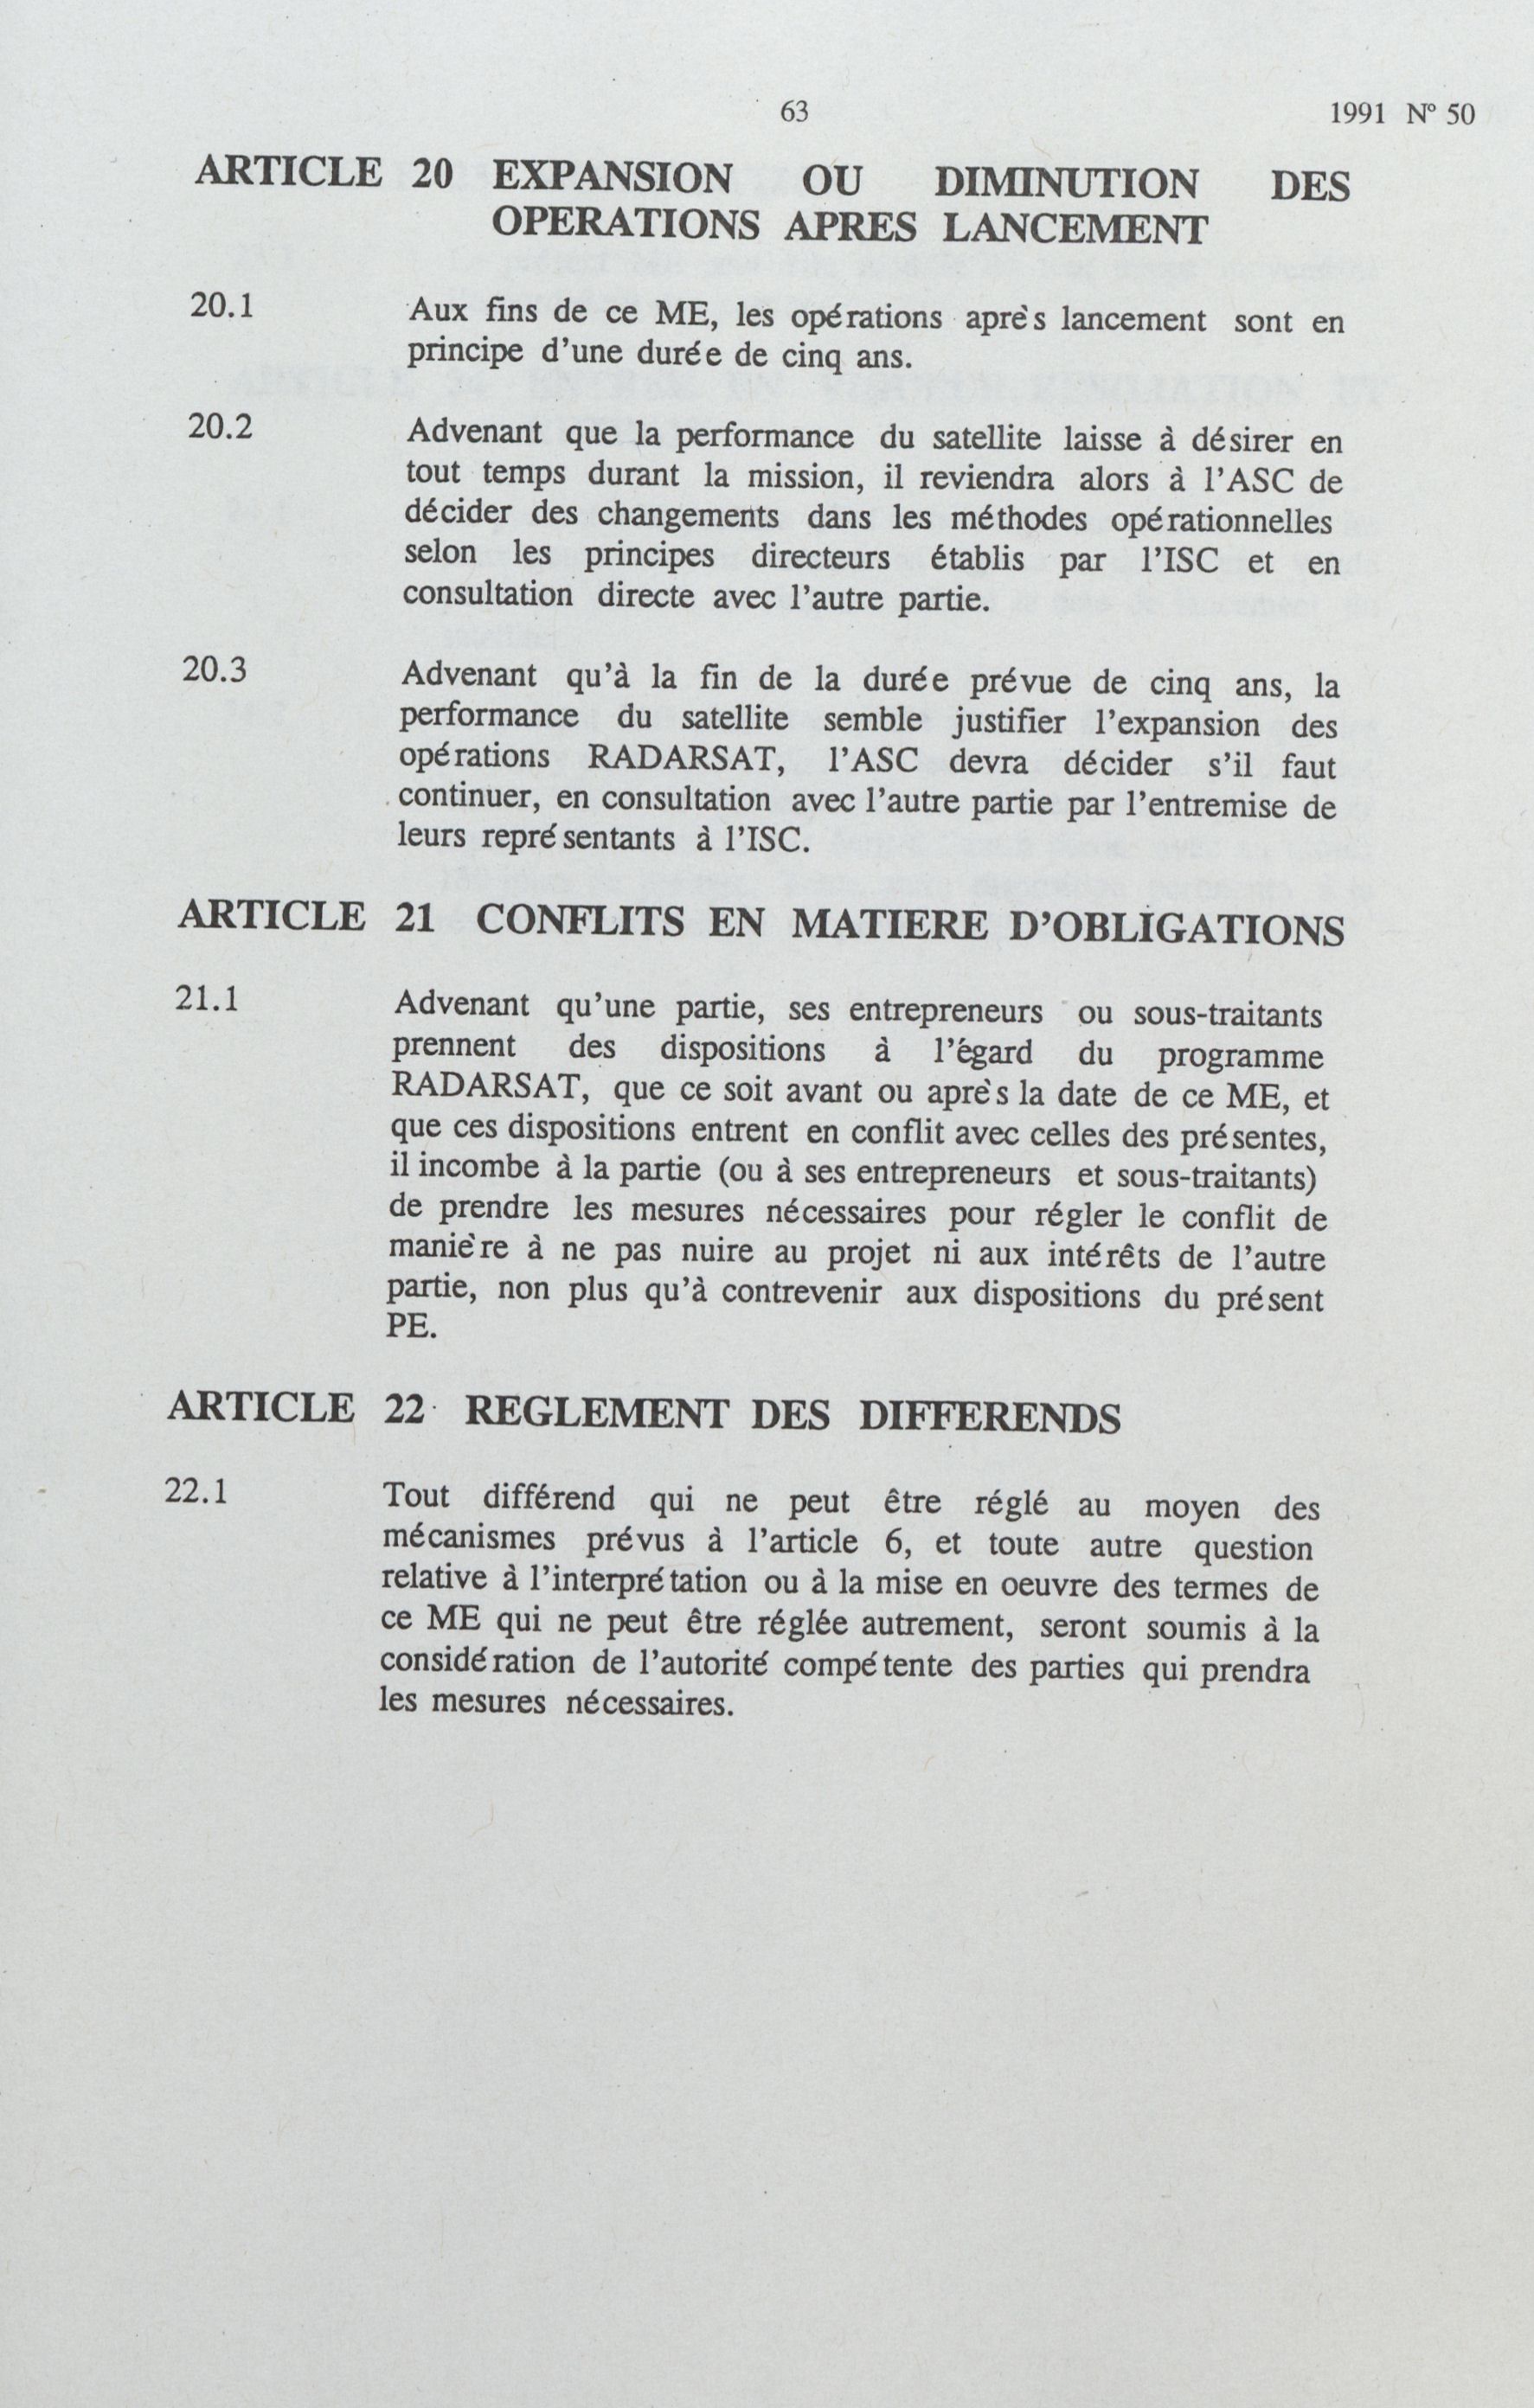 63
1991 Nº 50
ARTICLE 20 EXPANSION OU DIMINUTION DES
OPERATIONS APRES LANCEMENT
20.1 Aux fins de ce ME, les opérations après lancement sont en
principe d'une durée de cinq ans.
20.2 Advenant que la performance du satellite laisse à désirer en
tout temps durant la mission, il reviendra alors à l'ASC de
décider des changements dans les méthodes opérationnelles
selon les principes directeurs établis par l'ISC et en
consultation directe avec l'autre partie.
20.3 Advenant qu'à la fin de la durée prévue de cinq ans, la
performance du satellite semble justifier l'expansion des
opérations RADARSAT, l'ASC devra décider s'il faut
continuer, en consultation avec l'autre partie par l'entremise de
leurs représentants à l'ISC.
ARTICLE 21 CONFLITS EN MATIERE D'OBLIGATIONS
21.1 Advenant qu'une partie, ses entrepreneurs ou sous-traitants
prennent des dispositions à l'égard du programme
RADARSAT, que ce soit avant ou après la date de ce ME, et
que ces dispositions entrent en conflit avec celles des présentes,
il incombe à la partie (ou à ses entrepreneurs et sous-traitants)
de prendre les mesures nécessaires pour régler le conflit de
manière à ne pas nuire au projet ni aux intérêts de l'autre
partie, non plus qu'à contrevenir aux dispositions du présent
PE.
ARTICLE 22 REGLEMENT DES DIFFERENDS
22.1 Tout différend qui ne peut être réglé au moyen des
mécanismes prévus à l'article 6, et toute autre question
relative à l'interprétation ou à la mise en oeuvre des termes de
ce ME qui ne peut être réglée autrement, seront soumis à la
considération de l'autorité compétente des parties qui prendra
les mesures nécessaires.